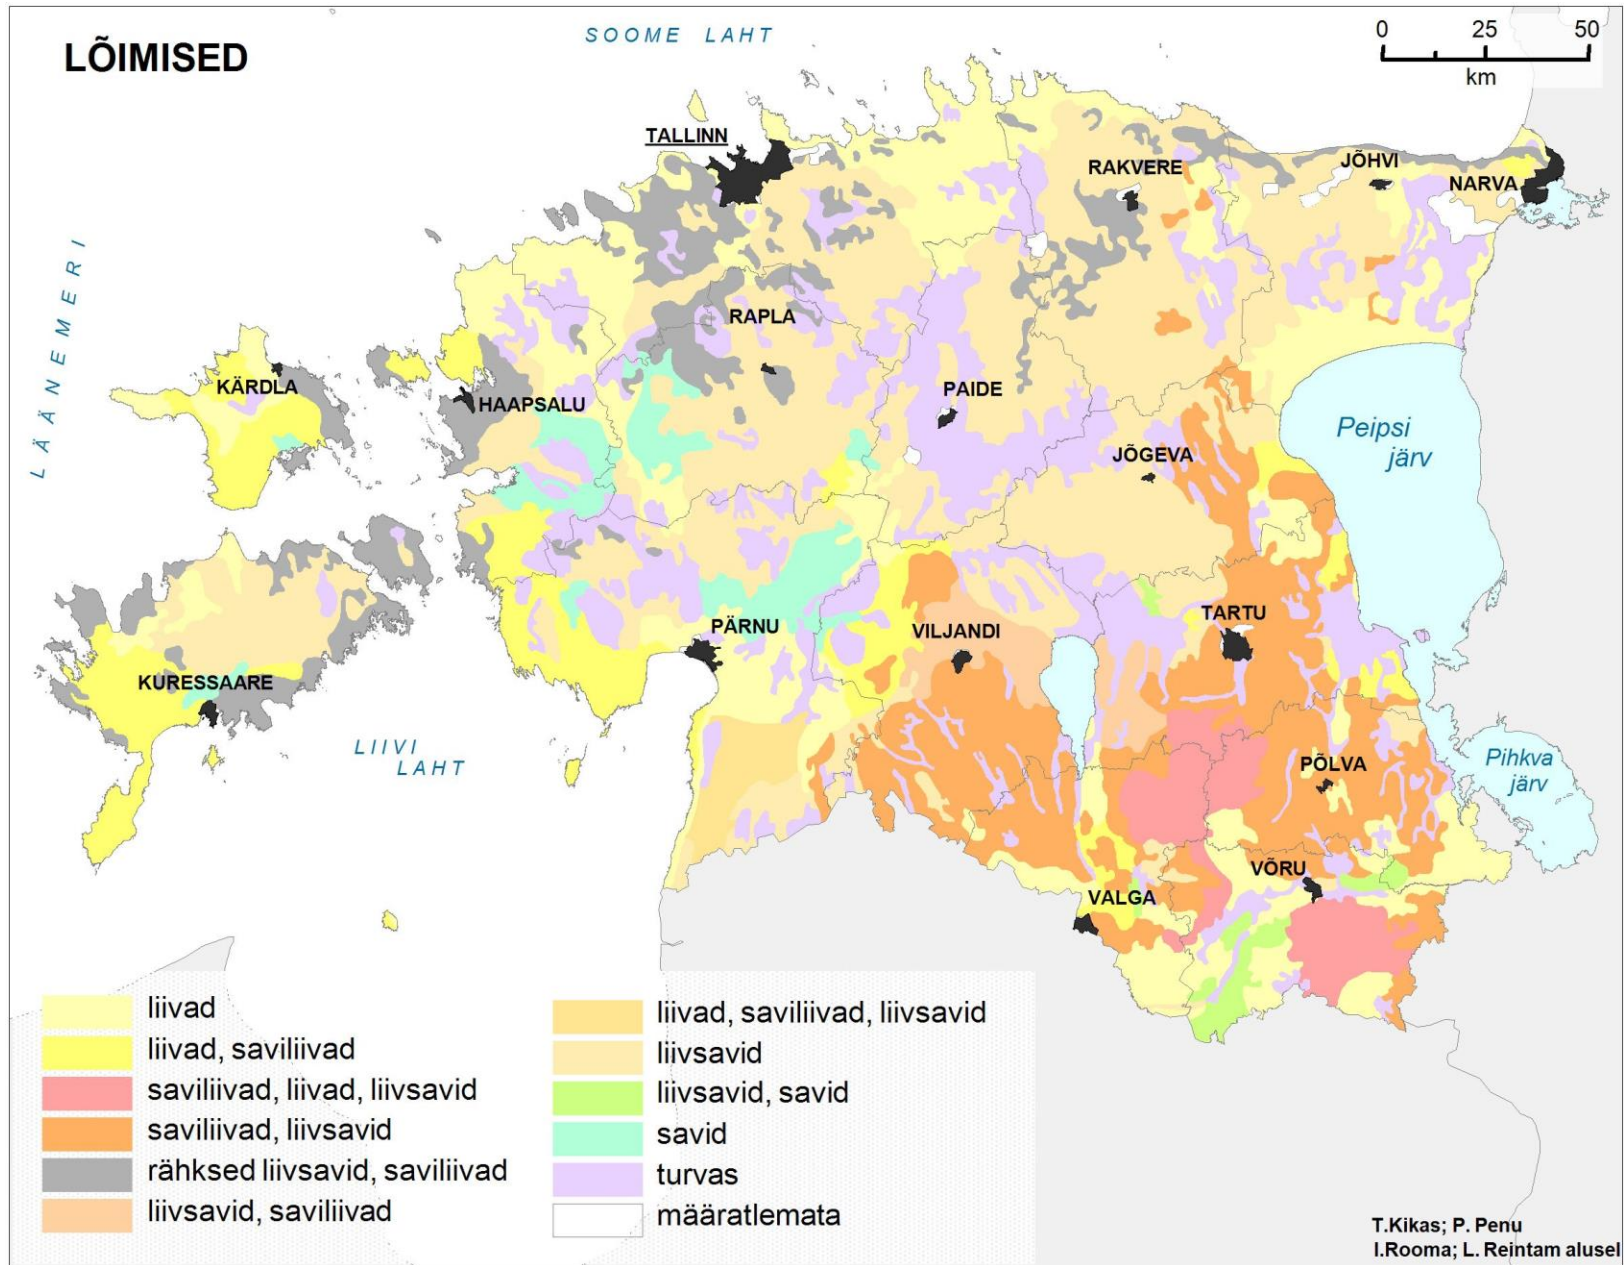 LÕIMISED
SOOME LAHT
0 25 50
km
TALLINN
RAKVERE
JÕHVI
NARVA
LÄÄNEMERI
RAPLA
KÄRDLA
HAAPSALU
PAIDE
JÕGEVA
Peipsi
järv
PÄRNU
VILJANDI
TARTU
KURESSAARE
LIIVI
LAHT
PÕLVA
Pihkva
järv
VÕRU
VALGA
liivad
liivad, saviliivad
saviliivad, liivad, liivsavid
saviliivad, liivsavid
rähksed liivsavid, saviliivad
liivsavid, saviliivad
liivad, saviliivad, liivsavid
liivsavid
liivsavid, savid
savid
turvas
määratlemata
T.Kikas; P. Penu
I.Rooma; L. Reintam alusel